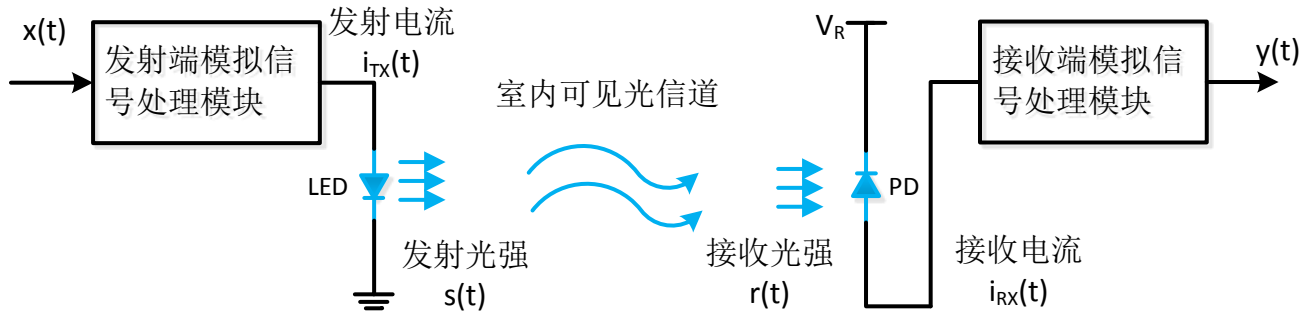 x(t)
发射端模拟信
号处理模块
发射电流
i_TX(t)
LED
发射光强
s(t)
室内可见光信道
接收光强
r(t)
V_R
PD
接收电流
i_RX(t)
接收端模拟信
号处理模块
y(t)